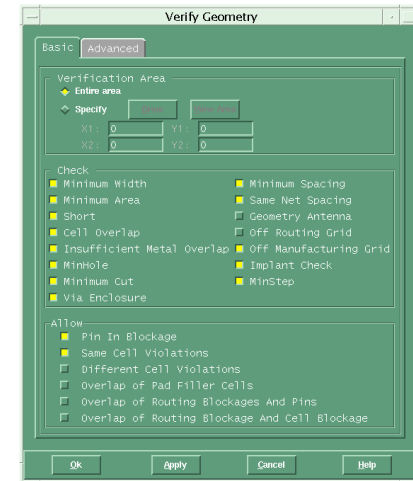 Verify Geometry
Basic Advanced
Verification Area
Entire area
Specify
X1: 0 Y1: 0
X2: 0 Y2: 0
Check
Minimum Width Minimum Spacing
Minimum Area Same Net Spacing
Short Geometry Antenna
Cell Overlap Off Routing Grid
Insufficient Metal Overlap Off Manufacturing Grid
MinHole Implant Check
Minimum Cut MinStep
Via Enclosure
Allow
Pin In Blockage
Same Cell Violations
Different Cell Violations
Overlap of Pad Filler Cells
Overlap of Routing Blockages And Pins
Overlap of Routing Blockage And Cell Blockage
Ok Apply Cancel Help